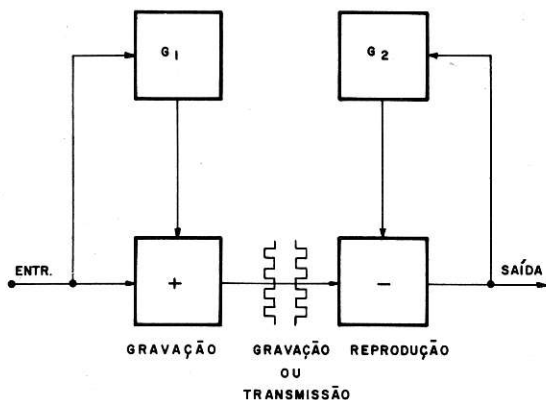 G1
G2
ENTR.
SAÍDA
+
−
GRAVAÇÃO
GRAVAÇÃO
OU
TRANSMISSÃO
REPRODUÇÃO